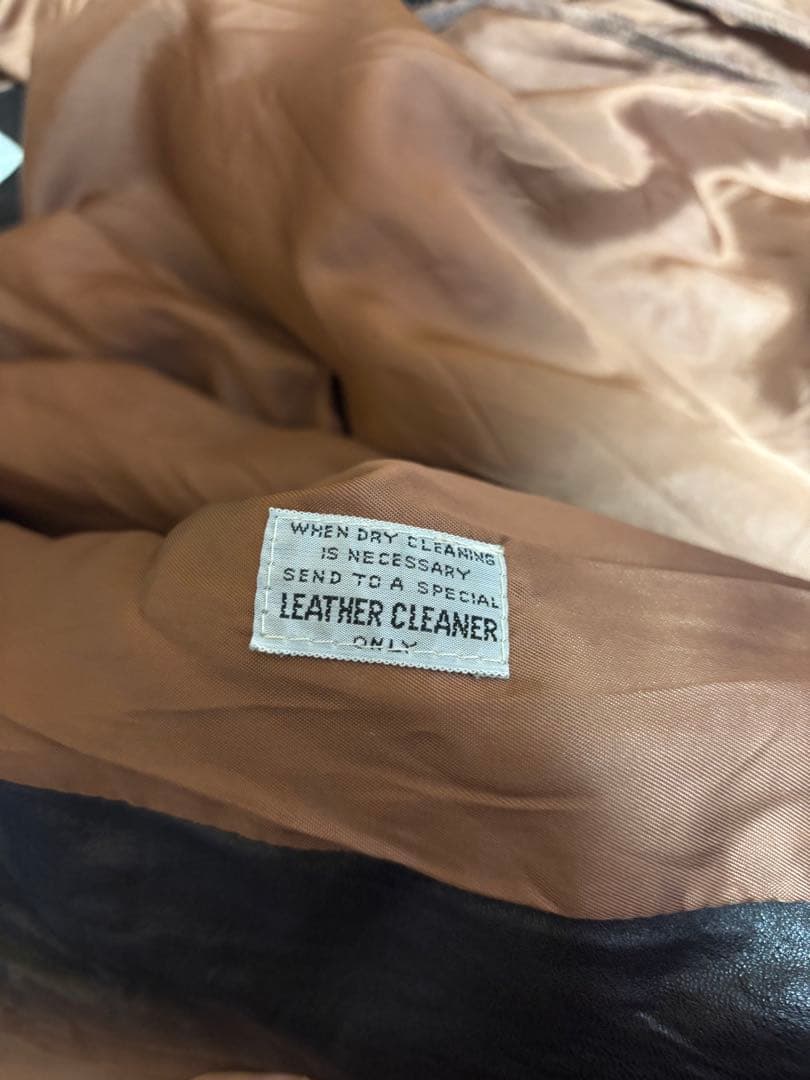 WHEN DRY CLEANING
IS NECESSARY
SEND TO A SPECIAL
LEATHER CLEANER
ONLY